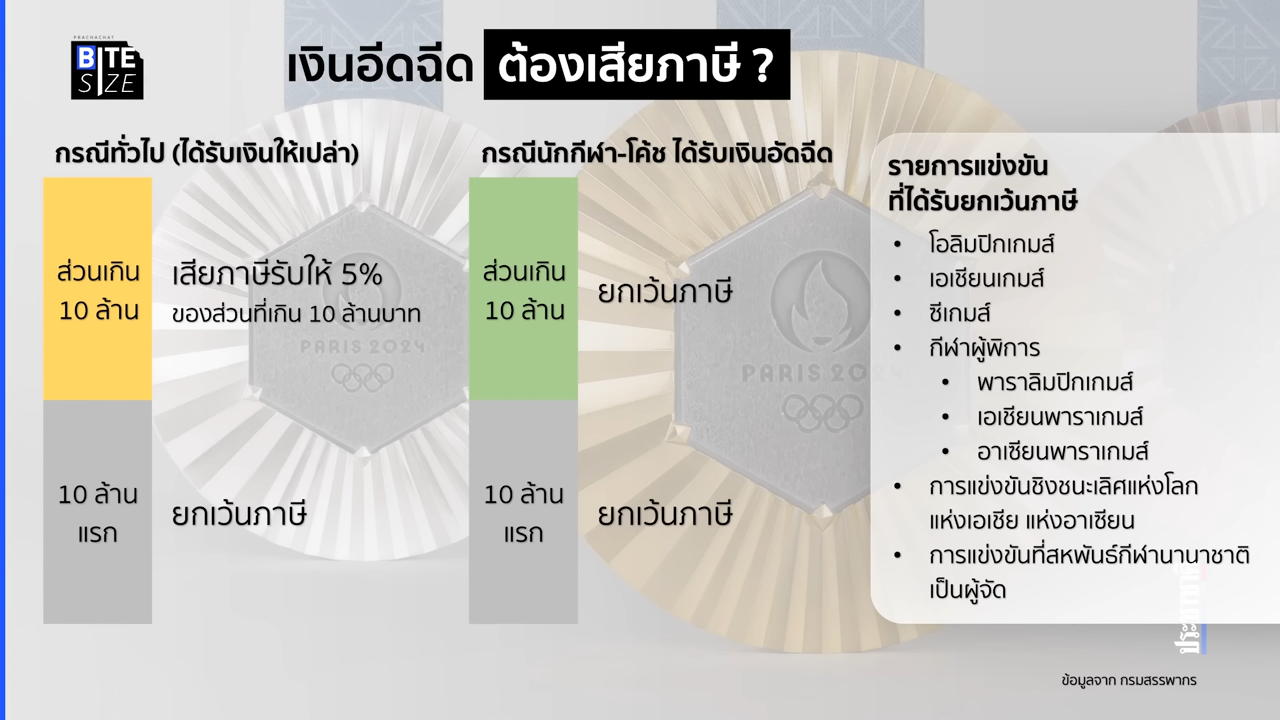 PRACHACHAT
BITE
SIZE
เงินอีดฉีด ต้องเสียภาษี ?
กรณีทั่วไป (ได้รับเงินให้เปล่า)
ส่วนเกิน
10 ล้าน
เสียภาษีรับให้ 5%
ของส่วนที่เกิน 10 ล้านบาท
10 ล้าน
แรก
ยกเว้นภาษี
PARIS 2024
กรณีนักกีฬา-โค้ช ได้รับเงินอัดฉีด
ส่วนเกิน
10 ล้าน
ยกเว้นภาษี
10 ล้าน
แรก
ยกเว้นภาษี
PARIS 20
รายการแข่งขัน
ที่ได้รับยกเว้นภาษี
• โอลิมปิกเกมส์
• เอเชียนเกมส์
• ซีเกมส์
• กีฬาผู้พิการ
• พาราลิมปิกเกมส์
• เอเชียนพาราเกมส์
• อาเซียนพาราเกมส์
• การแข่งขันชิงชนะเลิศแห่งโลก
แห่งเอเชีย แห่งอาเซียน
• การแข่งขันที่สหพันธ์กีฬานานาชาติ
เป็นผู้จัด
ประชาชาติ
ข้อมูลจาก กรมสรรพากร